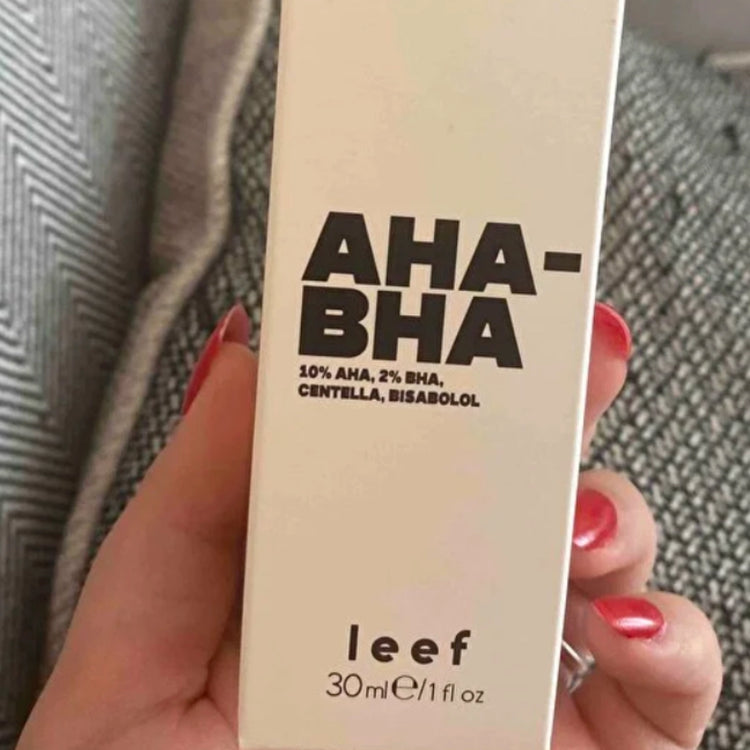 AHA-
BHA
10% AHA, 2% BHA,
CENTELLA, BISABOLOL
leef
30ml℮/1 fl oz